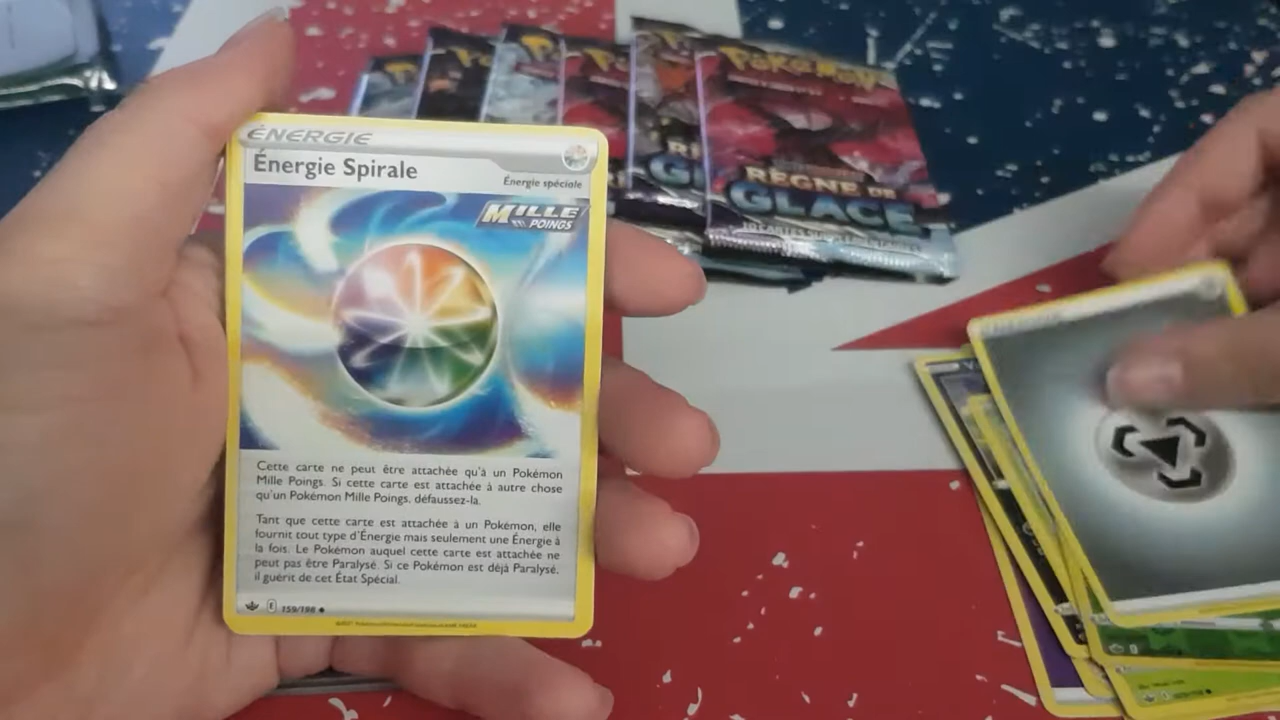 ÉNERGIE
Énergie Spirale
Énergie spéciale
MILLE
POINGS
Cette carte ne peut être attachée qu'à un Pokémon
Mille Poings. Si cette carte est attachée à autre chose
qu'un Pokémon Mille Poings, défaussez-la.
Tant que cette carte est attachée à un Pokémon, elle
fournit tout type d'Énergie mais seulement une Énergie à
la fois. Le Pokémon auquel cette carte est attachée ne
peut pas être Paralysé. Si ce Pokémon est déjà Paralysé,
il guérit de cet État Spécial.
E 159/198
POKÉMON
RÈGNE DE
GLACE